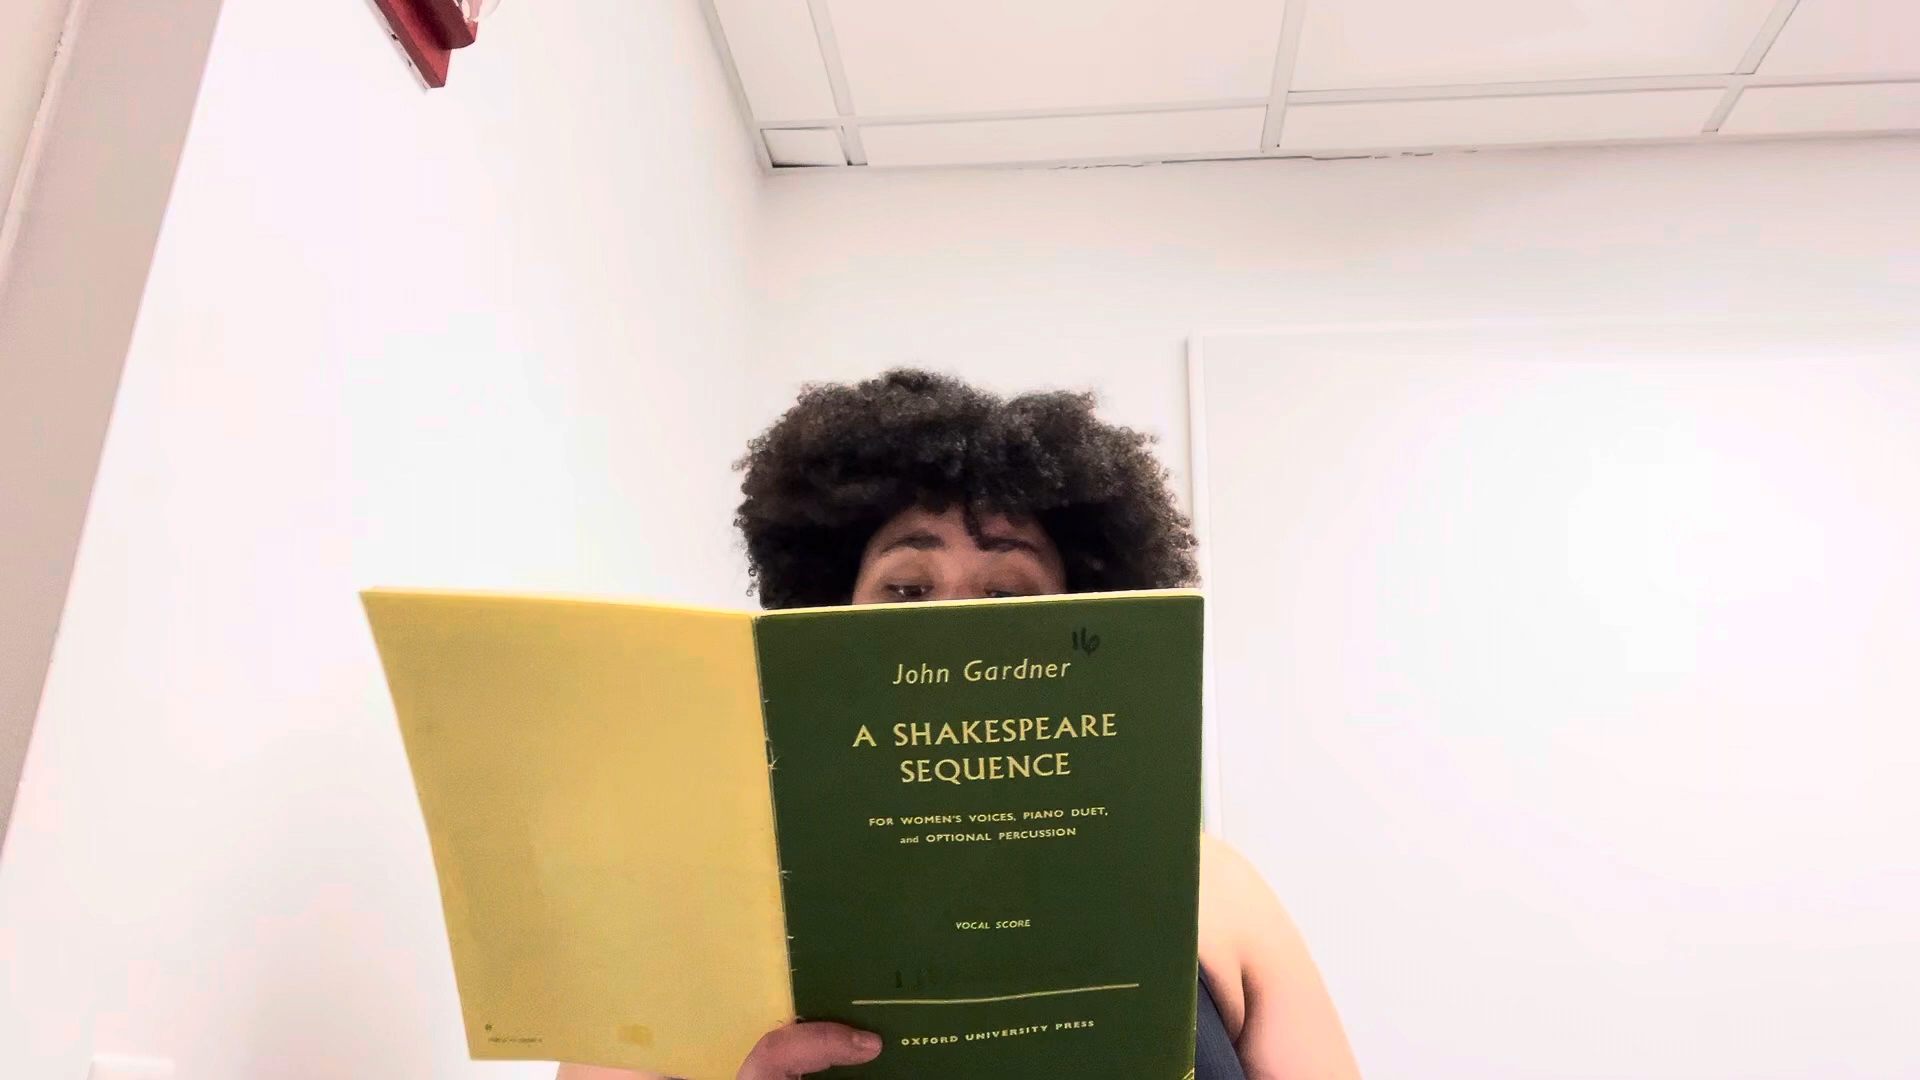 16
John Gardner
A SHAKESPEARE
SEQUENCE
FOR WOMEN'S VOICES, PIANO DUET,
and OPTIONAL PERCUSSION
VOCAL SCORE
OXFORD UNIVERSITY PRESS